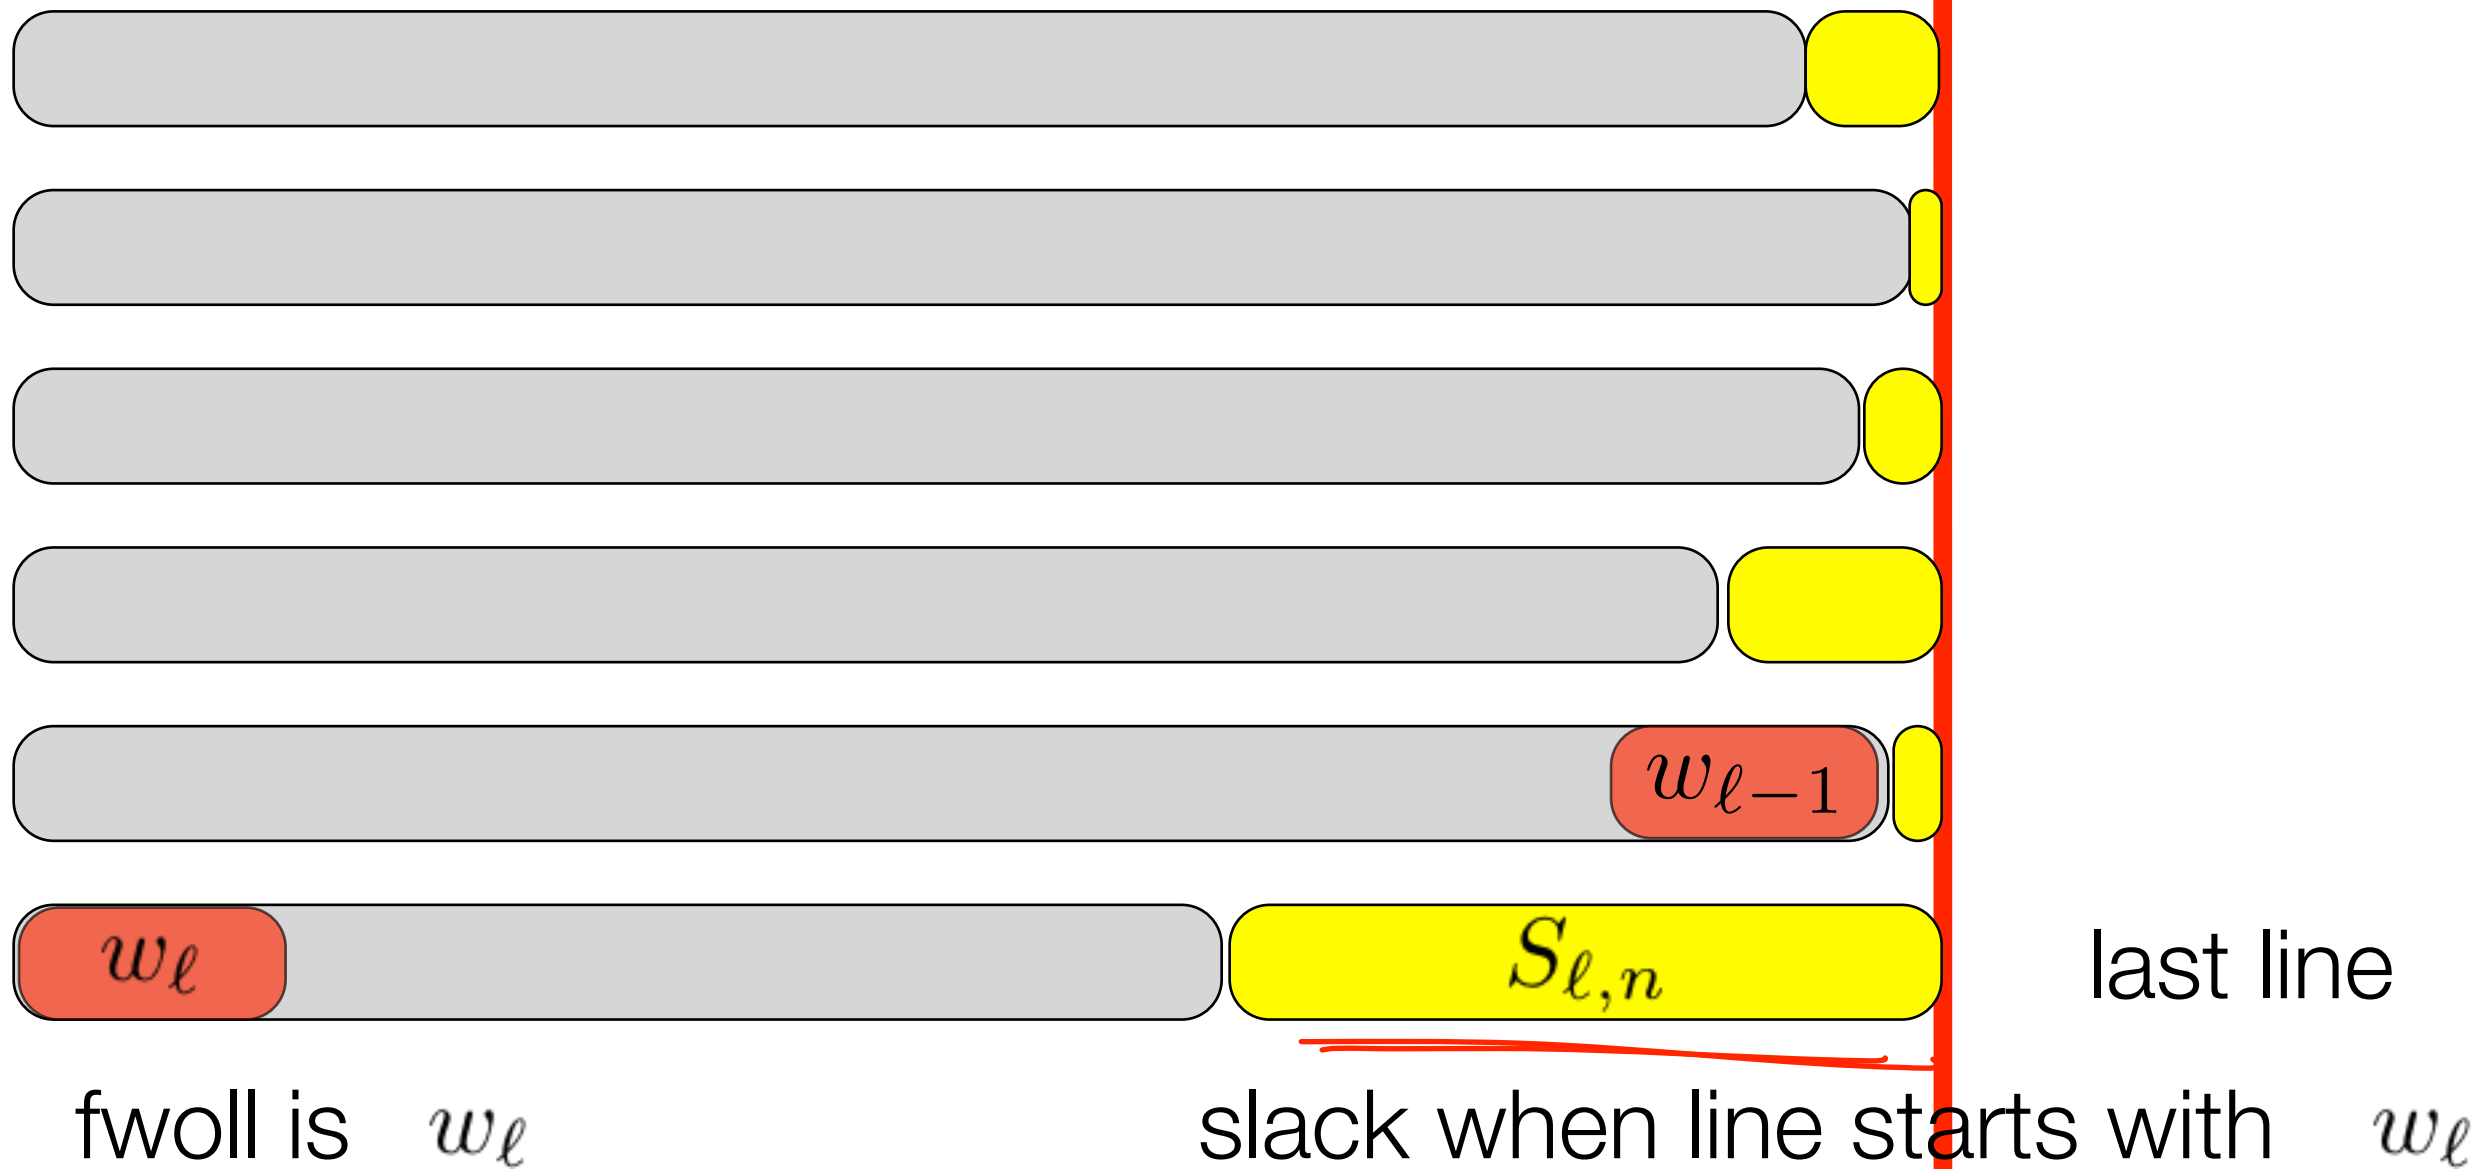 w_{ℓ−1}
w_ℓ S_{ℓ,n} last line
fwoll is w_ℓ slack when line starts with w_ℓ